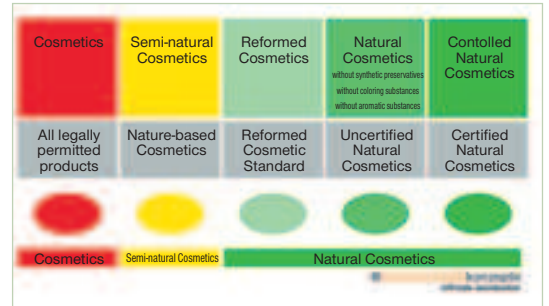 Cosmetics
Semi-natural
Cosmetics
Reformed
Cosmetics
Natural
Cosmetics
without synthetic preservatives
without coloring substances
without aromatic substances
Contolled
Natural
Cosmetics
All legally
permitted
products
Nature-based
Cosmetics
Reformed
Cosmetic
Standard
Uncertified
Natural
Cosmetics
Certified
Natural
Cosmetics
Cosmetics
Semi-natural Cosmetics
Natural Cosmetics